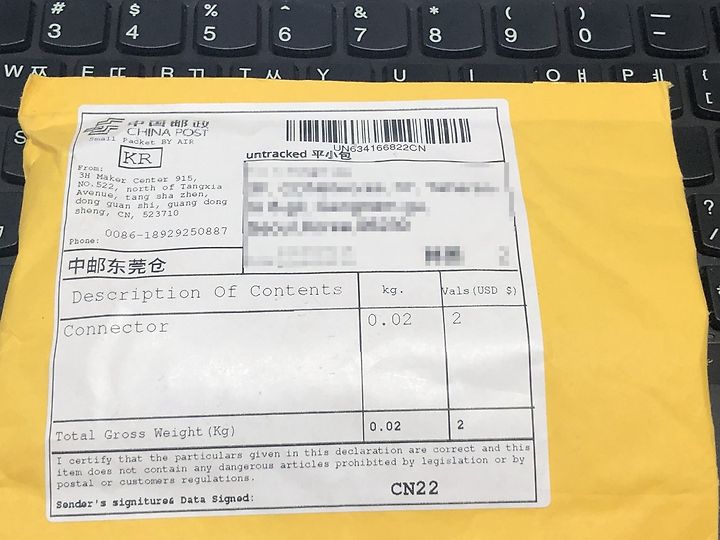 # 3
$ 4
% 5
^ 6
& 7
* 8
( 9
) 0
W ㅉ E ㄸ R ㄲ T ㅆ Y U I O ㅒ P ㅖ
中国邮政
CHINA POST
Small Packet BY AIR
KR
UN634166822CN
untracked 平小包
From:
3H Maker Center 915,
NO.522, north of Tangxia
Avenue, tang sha zhen,
dong guan shi, guang dong
sheng, CN, 523710
Phone: 0086-18929250887
中邮东莞仓
Description Of Contents kg. Vals(USD $)
Connector 0.02 2
Total Gross Weight(Kg) 0.02 2
I certify that the particulars given in this declaration are correct and this
item does not contain any dangerous articles prohibited by legislation or by
postal or customers regulations.
Sender's signiture& Data Signed: CN22